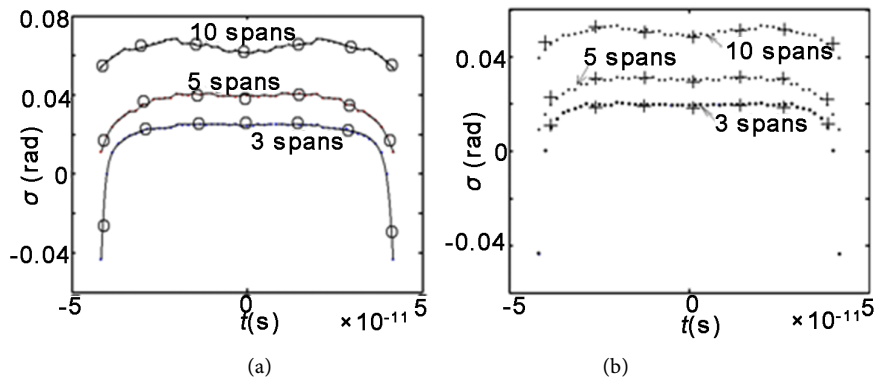 0.08
0.04
0
-0.04
σ (rad)
10 spans
5 spans
3 spans
-5
0
5
t(s)
×10⁻¹¹
(a)
0.04
0
-0.04
σ (rad)
5 spans
10 spans
3 spans
-5
0
5
t(s)
×10⁻¹¹
(b)